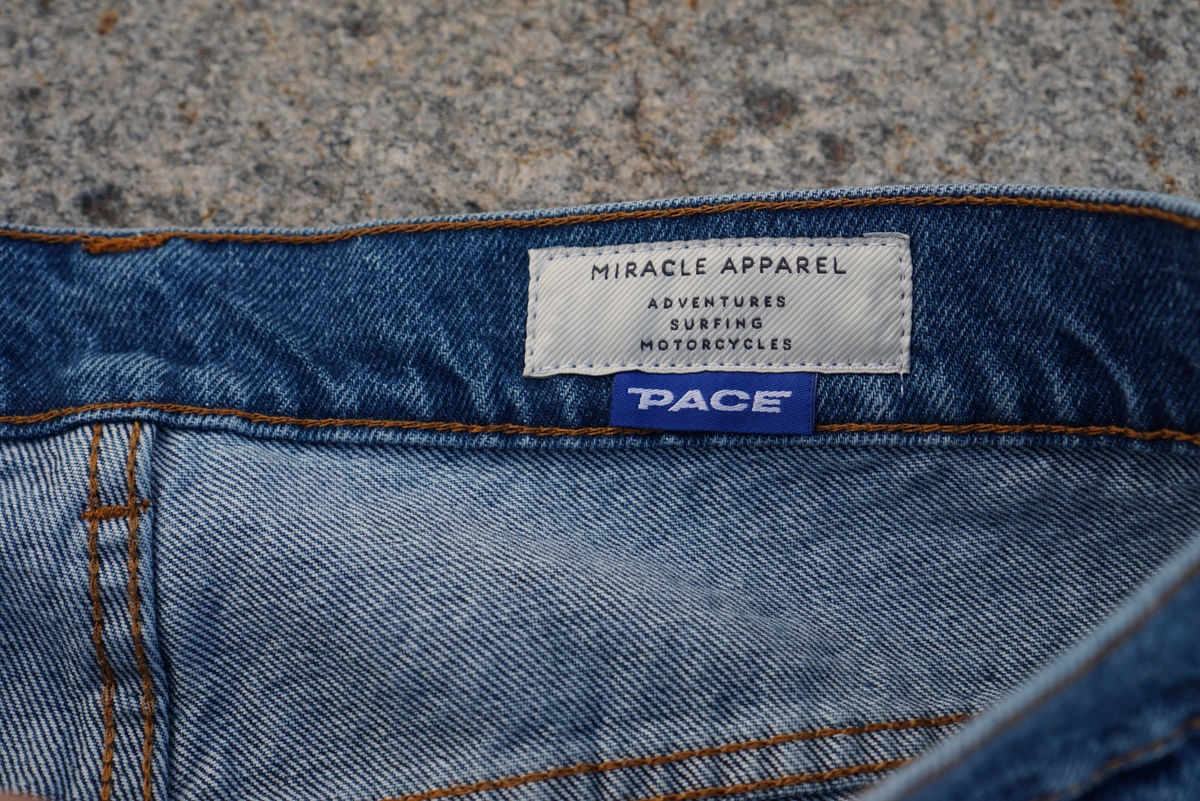 MIRACLE APPAREL
ADVENTURES
SURFING
MOTORCYCLES
PACE